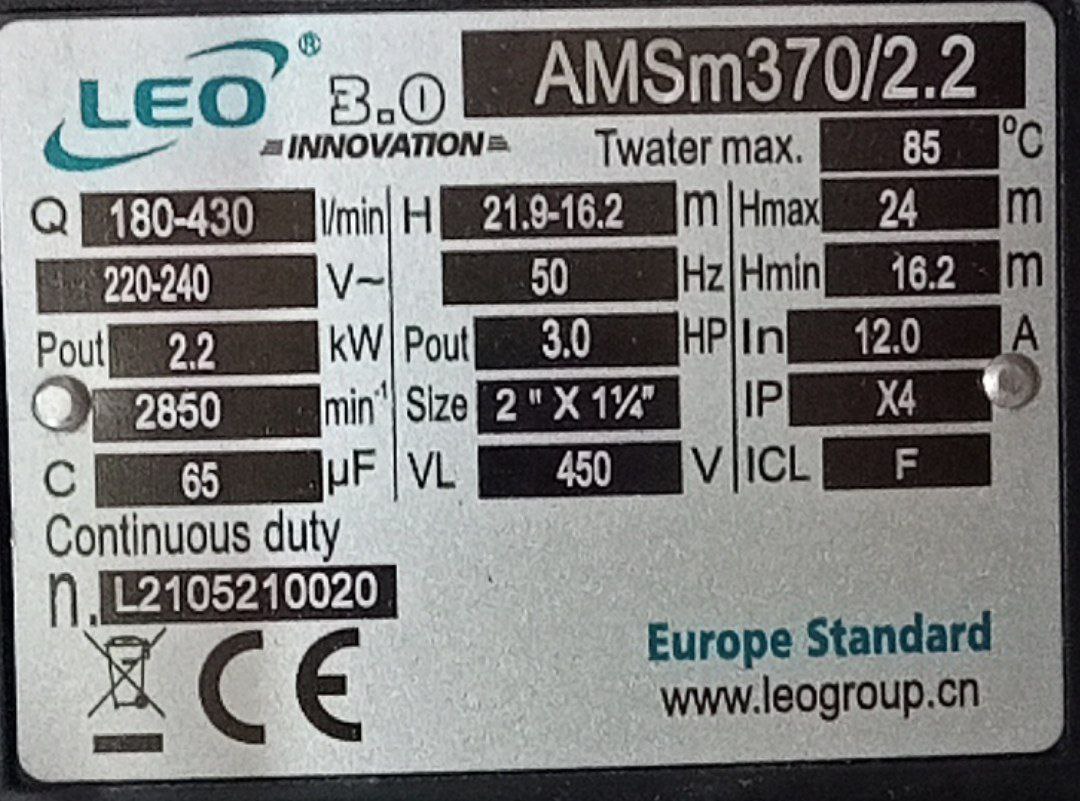 LEO ®
3.0
INNOVATION
AMSm370/2.2
Twater max. 85 °C
Q 180-430 l/min H 21.9-16.2 m Hmax 24 m
220-240 V~ 50 Hz Hmin 16.2 m
Pout 2.2 kW Pout 3.0 HP In 12.0 A
2850 min⁻¹ Size 2 " X 1¼" IP X4
C 65 µF VL 450 V ICL F
Continuous duty
n. L2105210020
CE
Europe Standard
www.leogroup.cn